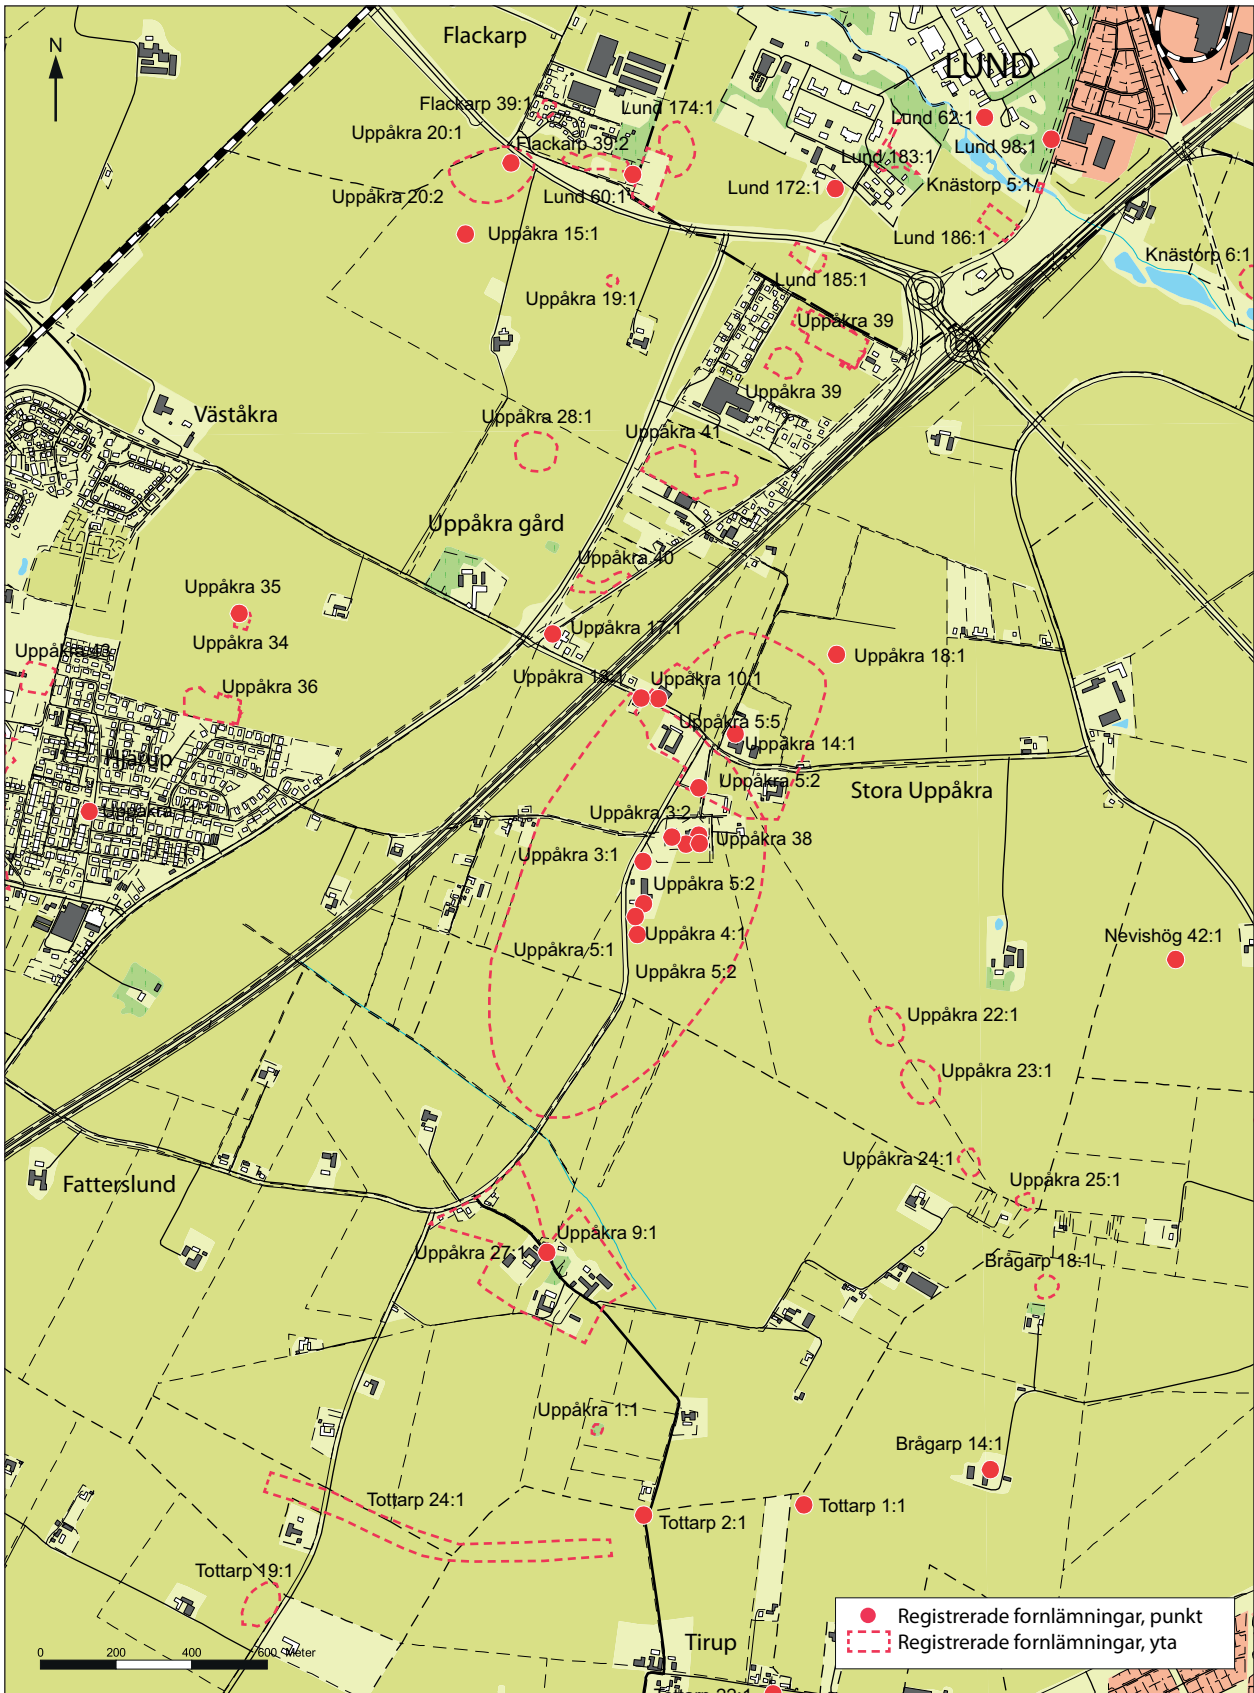 Flackarp
N
LUND
Flackarp 39:1
Lund 174:1
Lund 62:1
Uppåkra 20:1
Flackarp 39:2
Lund 98:1
Lund 183:1
Uppåkra 20:2
Lund 60:1
Lund 172:1
Knästorp 5:1
Uppåkra 15:1
Lund 186:1
Knästorp 6:1
Lund 185:1
Uppåkra 19:1
Uppåkra 39
Uppåkra 39
Väståkra
Uppåkra 28:1
Uppåkra 41
Uppåkra gård
Uppåkra 40
Uppåkra 35
Uppåkra 17:1
Uppåkra 34
Uppåkra 18:1
Uppåkra 43
Uppåkra 10:1
Uppåkra 36
Uppåkra 5:5
Uppåkra 14:1
Hjärup
Uppåkra 5:2
Stora Uppåkra
Uppåkra 3:2
Uppåkra 38
Uppåkra 3:1
Uppåkra 5:2
Uppåkra 4:1
Nevishög 42:1
Uppåkra 5:1
Uppåkra 5:2
Uppåkra 22:1
Uppåkra 23:1
Uppåkra 24:1
Fatterslund
Uppåkra 25:1
Uppåkra 9:1
Uppåkra 27:1
Brågarp 18:1
Uppåkra 1:1
Brågarp 14:1
Tottarp 24:1
Tottarp 1:1
Tottarp 2:1
Tottarp 19:1
Registrerade fornlämningar, punkt
Registrerade fornlämningar, yta
Tirup
0 200 400 600 Meter